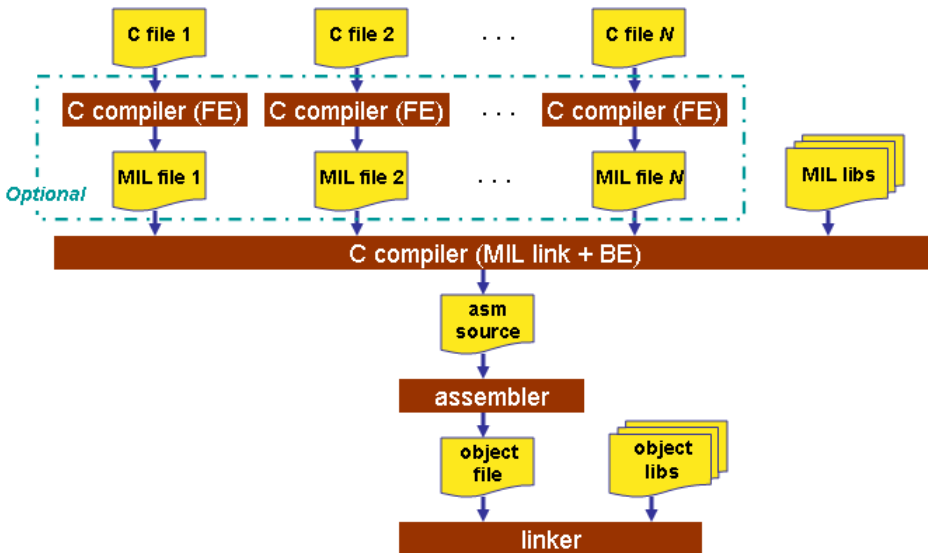 C file 1
C file 2
. . .
C file N
C compiler (FE)
C compiler (FE)
. . .
C compiler (FE)
Optional
MIL file 1
MIL file 2
. . .
MIL file N
MIL libs
C compiler (MIL link + BE)
asm
source
assembler
object
file
object
libs
linker